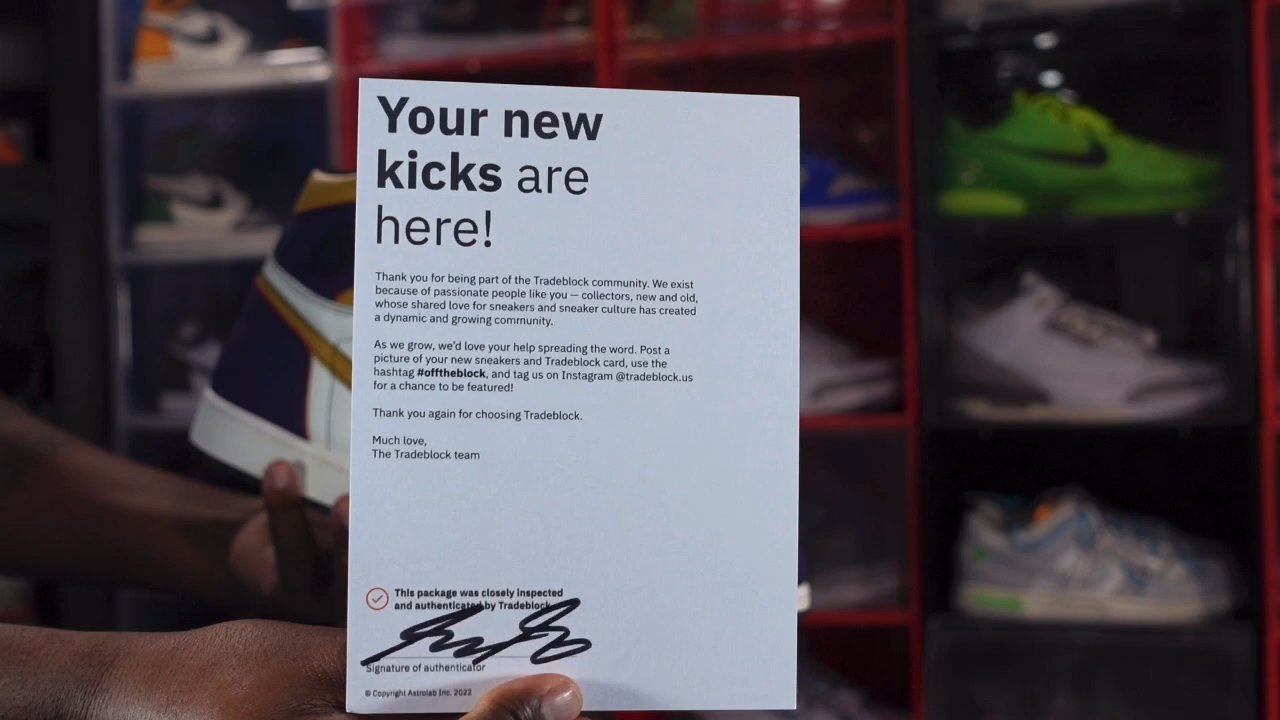 Your new
kicks are
here!
Thank you for being part of the Tradeblock community. We exist
because of passionate people like you — collectors, new and old,
whose shared love for sneakers and sneaker culture has created
a dynamic and growing community.
As we grow, we'd love your help spreading the word. Post a
picture of your new sneakers and Tradeblock card, use the
hashtag #offtheblock, and tag us on Instagram @tradeblock.us
for a chance to be featured!
Thank you again for choosing Tradeblock.
Much love,
The Tradeblock team
This package was closely inspected
and authenticated by Tradeblock
Signature of authenticator
© Copyright Astrolab Inc. 2022